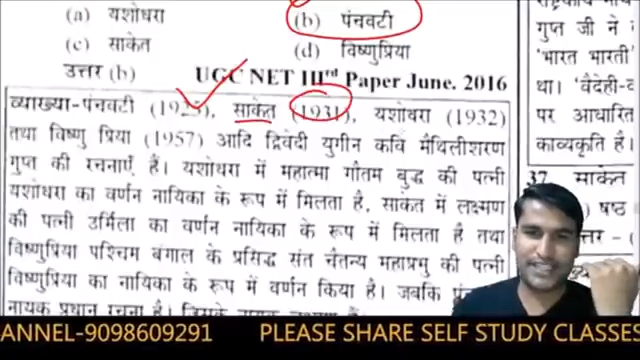 (a) यशोधरा
(b) पंचवटी
(c) साकेत
(d) विष्णुप्रिया
उत्तर (b)
UGC NET IIIrd Paper June. 2016
व्याख्या-पंचवटी (1925), साकेत (1931), यशोधरा (1932)
तथा विष्णु प्रिया (1957) आदि द्विवेदी युगीन कवि मैथिलीशरण
गुप्त की रचनाएँ हैं। यशोधरा में महात्मा गौतम बुद्ध की पत्नी
यशोधरा का वर्णन नायिका के रूप में मिलता है, साकेत में लक्ष्मण
की पत्नी उर्मिला का वर्णन नायिका के रूप में मिलता है तथा
विष्णुप्रिया पश्चिम बंगाल के प्रसिद्ध संत चैतन्य महाप्रभु की पत्नी
विष्णुप्रिया का नायिका के रूप में वर्णन किया है। जबकि
नायक प्रधान रचना है।
गुप्त जी ने
'भारत भारती
था। 'वैदेही
पर आधारित
काव्यकृति है।
37. साकेत
षष्ठ
ANNEL-9098609291 PLEASE SHARE SELF STUDY CLASSES